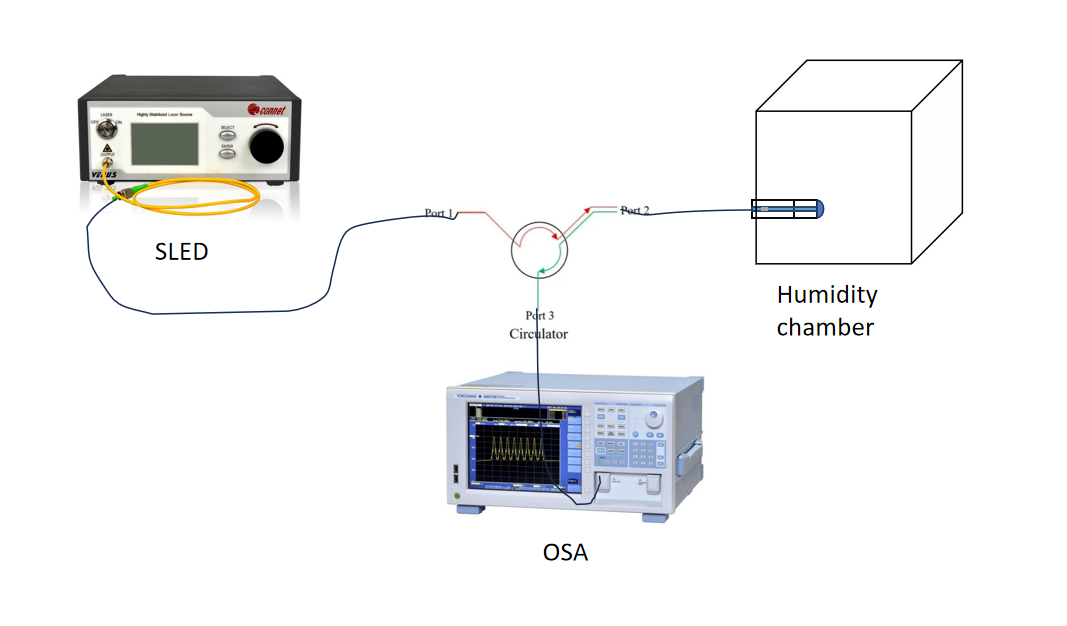 connet
Highly Stabilized Laser Source
LASER
OFF
ON
SELECT
ENTER
OUTPUT
VENUS
SLED
Port 1
Port 2
Port 3
Circulator
Humidity
chamber
YOKOGAWA
OSA